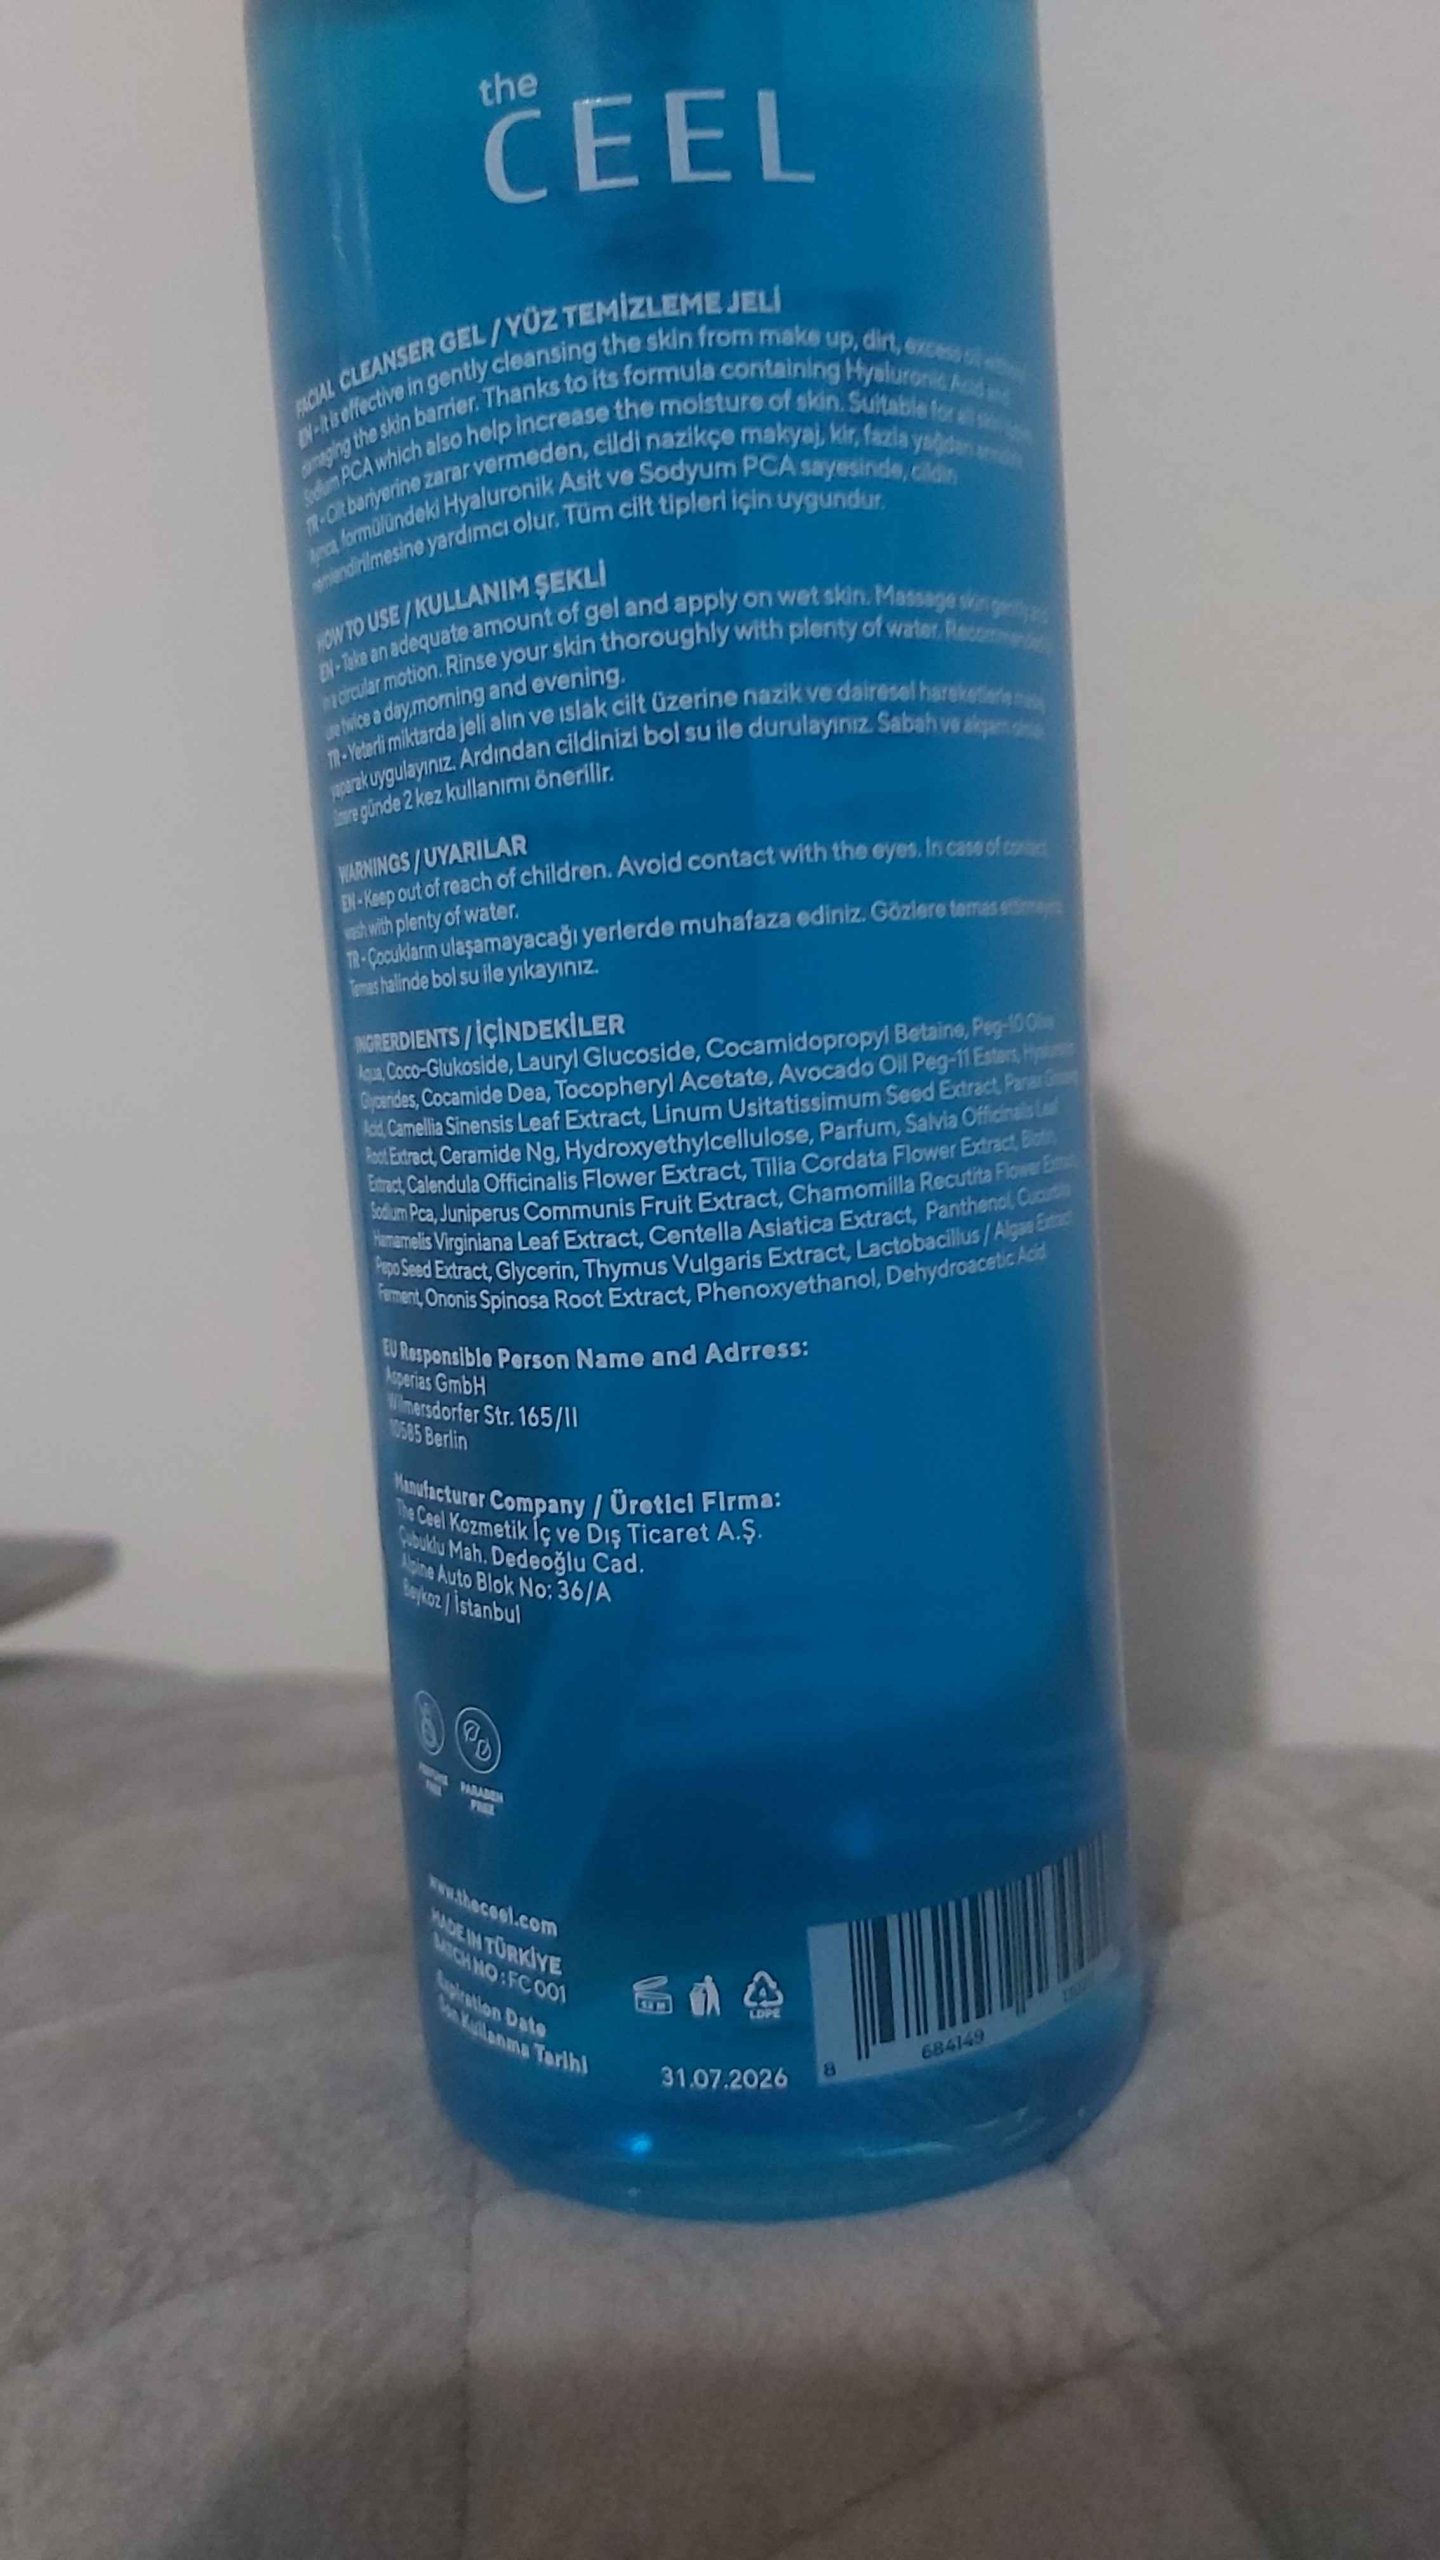 the
CEEL
FACIAL CLEANSER GEL / YÜZ TEMİZLEME JELİ
EN - It is effective in gently cleansing the skin from make up, dirt, excess oil without
damaging the skin barrier. Thanks to its formula containing Hyaluronic Acid and
Sodium PCA which also help increase the moisture of skin. Suitable for all
TR - Cilt bariyerine zarar vermeden, cildi nazikçe makyaj, kir, fazla yağdan
Ayrıca, formülündeki Hyaluronik Asit ve Sodyum PCA sayesinde, cildin
nemlendirilmesine yardımcı olur. Tüm cilt tipleri için uygundur.
HOW TO USE / KULLANIM ŞEKLİ
EN - Take an adequate amount of gel and apply on wet skin. Massage skin gently
in a circular motion. Rinse your skin thoroughly with plenty of water. Recommended
use twice a day,morning and evening.
TR - Yeterli miktarda jeli alın ve ıslak cilt üzerine nazik ve dairesel hareketlerle
yaparak uygulayınız. Ardından cildinizi bol su ile durulayınız. Sabah ve akşam olmak
üzere günde 2 kez kullanımı önerilir.
WARNINGS / UYARILAR
EN - Keep out of reach of children. Avoid contact with the eyes. In case of contact
wash with plenty of water.
TR - Çocukların ulaşamayacağı yerlerde muhafaza ediniz. Gözlere temas ettirmeyiniz.
Temas halinde bol su ile yıkayınız.
INGRERDIENTS / İÇİNDEKİLER
Aqua, Coco-Glukoside, Lauryl Glucoside, Cocamidopropyl Betaine, Peg-10 Olive
Glycerides, Cocamide Dea, Tocopheryl Acetate, Avocado Oil Peg-11 Esters, Hyaluronic
Acid, Camellia Sinensis Leaf Extract, Linum Usitatissimum Seed Extract, Panax Ginseng
Root Extract, Ceramide Ng, Hydroxyethylcellulose, Parfum, Salvia Officinalis Leaf
Extract, Calendula Officinalis Flower Extract, Tilia Cordata Flower Extract, Biotin,
Sodium Pca, Juniperus Communis Fruit Extract, Chamomilla Recutita Flower Extract,
Hamamelis Virginiana Leaf Extract, Centella Asiatica Extract, Panthenol, Cucurbita
Pepo Seed Extract, Glycerin, Thymus Vulgaris Extract, Lactobacillus / Algae Extract
Ferment, Ononis Spinosa Root Extract, Phenoxyethanol, Dehydroacetic Acid
EU Responsible Person Name and Adrress:
Asperias GmbH
Wilmersdorfer Str. 165/II
10585 Berlin
Manufacturer Company / Üretici Firma:
The Ceel Kozmetik İç ve Dış Ticaret A.Ş.
Çubuklu Mah. Dedeoğlu Cad.
Alpine Auto Blok No: 36/A
Beykoz / İstanbul
PARABEN
FREE
www.theceel.com
MADE IN TÜRKİYE
BATCH NO : FC 001
Expiration Date
Son Kullanma Tarihi
31.07.2026
4
LDPE
8 684149